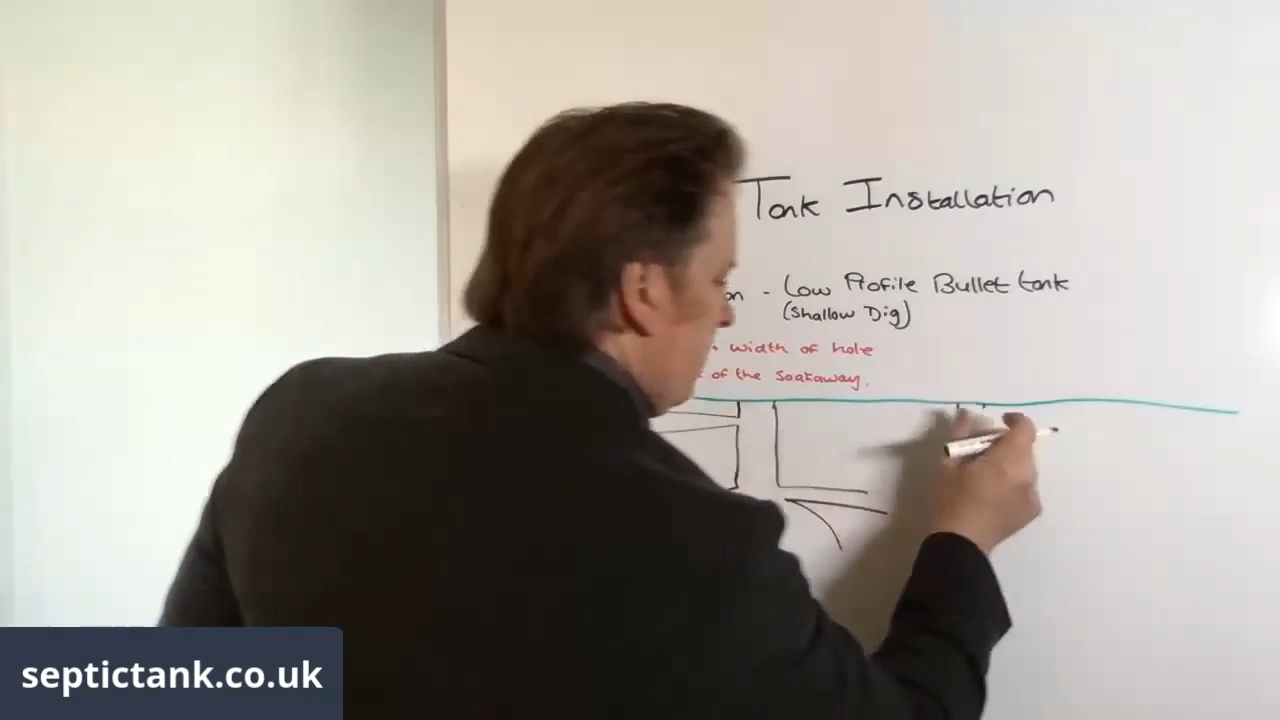 Tank Installation
- Low Profile Bullet tank
(Shallow Dig)
+ width of hole
of the soakaway.
septictank.co.uk